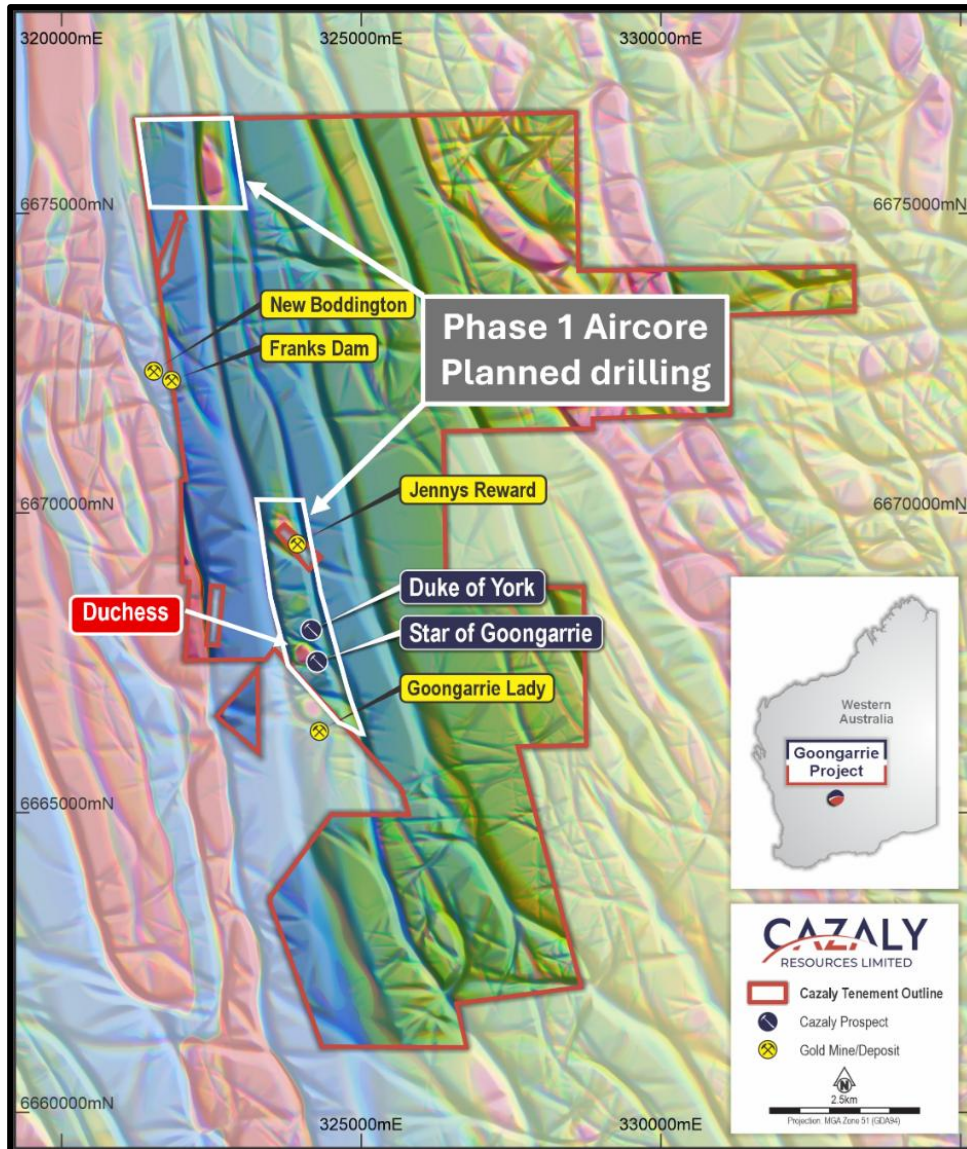 320000mE
325000mE
330000mE
6675000mN
6675000mN
New Boddington
Franks Dam
Phase 1 Aircore
Planned drilling
6670000mN
6670000mN
Jennys Reward
Duke of York
Duchess
Star of Goongarrie
Goongarrie Lady
Western
Australia
Goongarrie
Project
6665000mN
CAZALY
RESOURCES LIMITED
Cazaly Tenement Outline
Cazaly Prospect
Gold Mine/Deposit
N
2.5km
Projection: MGA Zone 51 (GDA94)
6660000mN
325000mE
330000mE